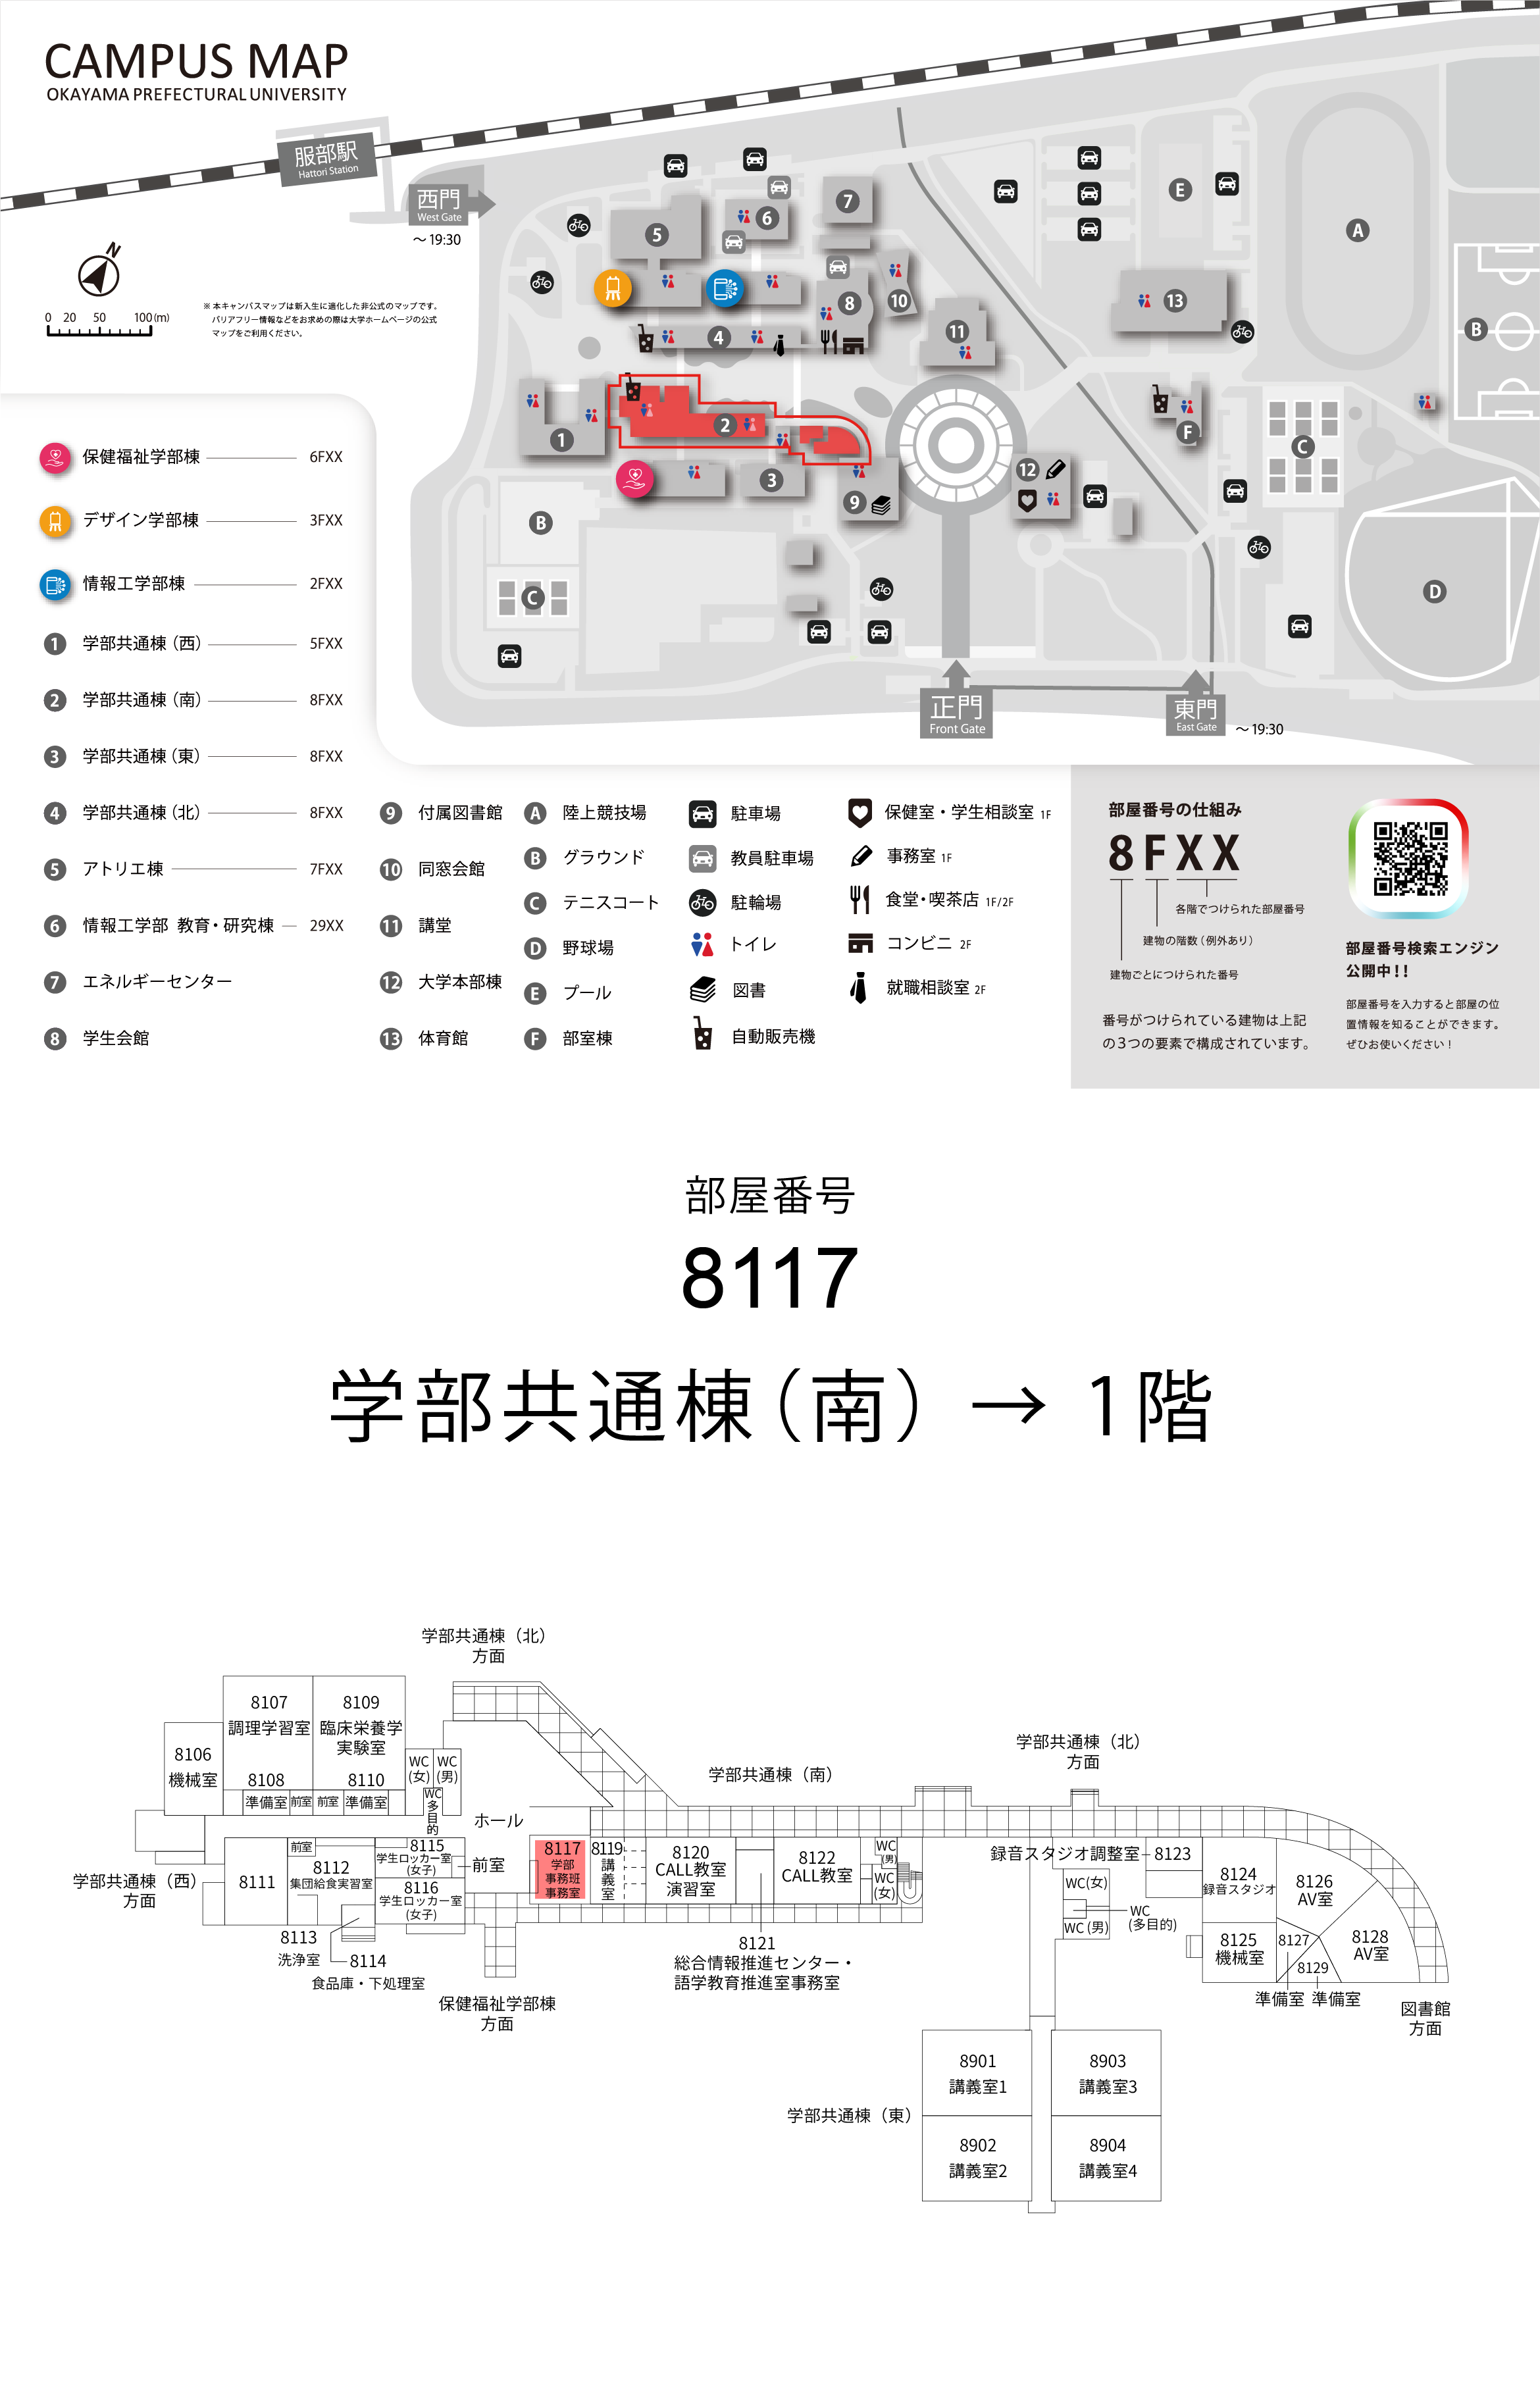 CAMPUS MAP
OKAYAMA PREFECTURAL UNIVERSITY
服部駅
Hattori Station
西門
West Gate
～19:30
N
0 20 50 100(m)
※ 本キャンパスマップは新入生に適化した非公式のマップです。
バリアフリー情報などをお求めの際は大学ホームページの公式
マップをご利用ください。
5
6
7
8
10
4
11
13
E
A
B
1
2
3
9
12
F
C
B
C
D
正門
Front Gate
東門
East Gate
～19:30
保健福祉学部棟 6FXX
デザイン学部棟 3FXX
情報工学部棟 2FXX
1 学部共通棟（西） 5FXX
2 学部共通棟（南） 8FXX
3 学部共通棟（東） 8FXX
4 学部共通棟（北） 8FXX
5 アトリエ棟 7FXX
6 情報工学部 教育・研究棟 29XX
7 エネルギーセンター
8 学生会館
9 付属図書館
10 同窓会館
11 講堂
12 大学本部棟
13 体育館
A 陸上競技場
B グラウンド
C テニスコート
D 野球場
E プール
F 部室棟
駐車場
教員駐車場
駐輪場
トイレ
図書
自動販売機
保健室・学生相談室 1F
事務室 1F
食堂・喫茶店 1F/2F
コンビニ 2F
就職相談室 2F
部屋番号の仕組み
8FXX
各階でつけられた部屋番号
建物の階数（例外あり）
建物ごとにつけられた番号
番号がつけられている建物は上記
の3つの要素で構成されています。
部屋番号検索エンジン
公開中！！
部屋番号を入力すると部屋の位
置情報を知ることができます。
ぜひお使いください！
部屋番号
8117
学部共通棟（南）→ 1階
学部共通棟（北）
方面
8107
調理学習室
8109
臨床栄養学
実験室
8106
機械室
8108
準備室
前室
前室
8110
準備室
WC
(女)
WC
(男)
WC
多
目
的
ホール
学部共通棟（南）
学部共通棟（北）
方面
学部共通棟（西）
方面
8111
前室
8112
集団給食実習室
8115
学生ロッカー室
(女子)
前室
8116
学生ロッカー室
(女子)
8113
洗浄室
8114
食品庫・下処理室
保健福祉学部棟
方面
8117
学部
事務班
事務室
8119
講
義
室
8120
CALL教室
演習室
8121
総合情報推進センター・
語学教育推進室事務室
8122
CALL教室
WC
(男)
WC
(女)
録音スタジオ調整室
8123
WC(女)
WC
(多目的)
WC (男)
8124
録音スタジオ
8125
機械室
8126
AV室
8127
準備室
8128
AV室
8129
準備室
図書館
方面
学部共通棟（東）
8901
講義室1
8903
講義室3
8902
講義室2
8904
講義室4